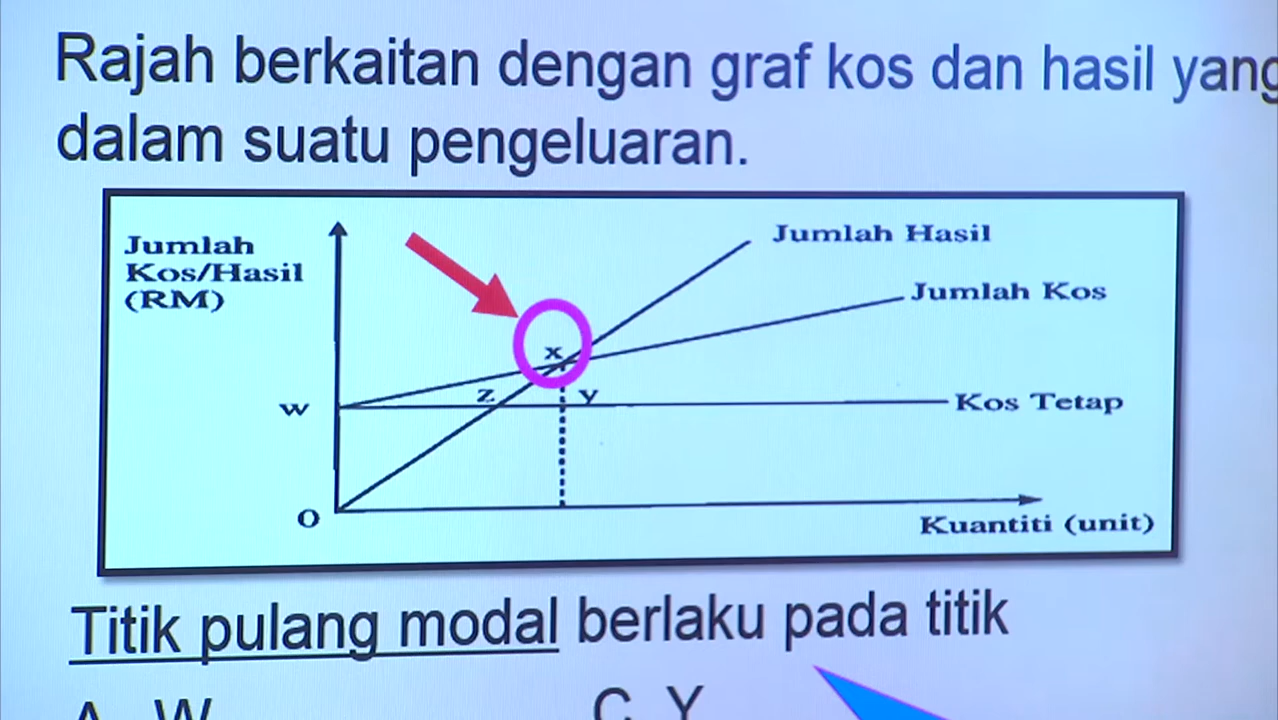 Rajah berkaitan dengan graf kos dan hasil yang
dalam suatu pengeluaran.
Jumlah
Kos/Hasil
(RM)
Jumlah Hasil
Jumlah Kos
x
z
y
w
Kos Tetap
O
Kuantiti (unit)
Titik pulang modal berlaku pada titik
A W
C Y